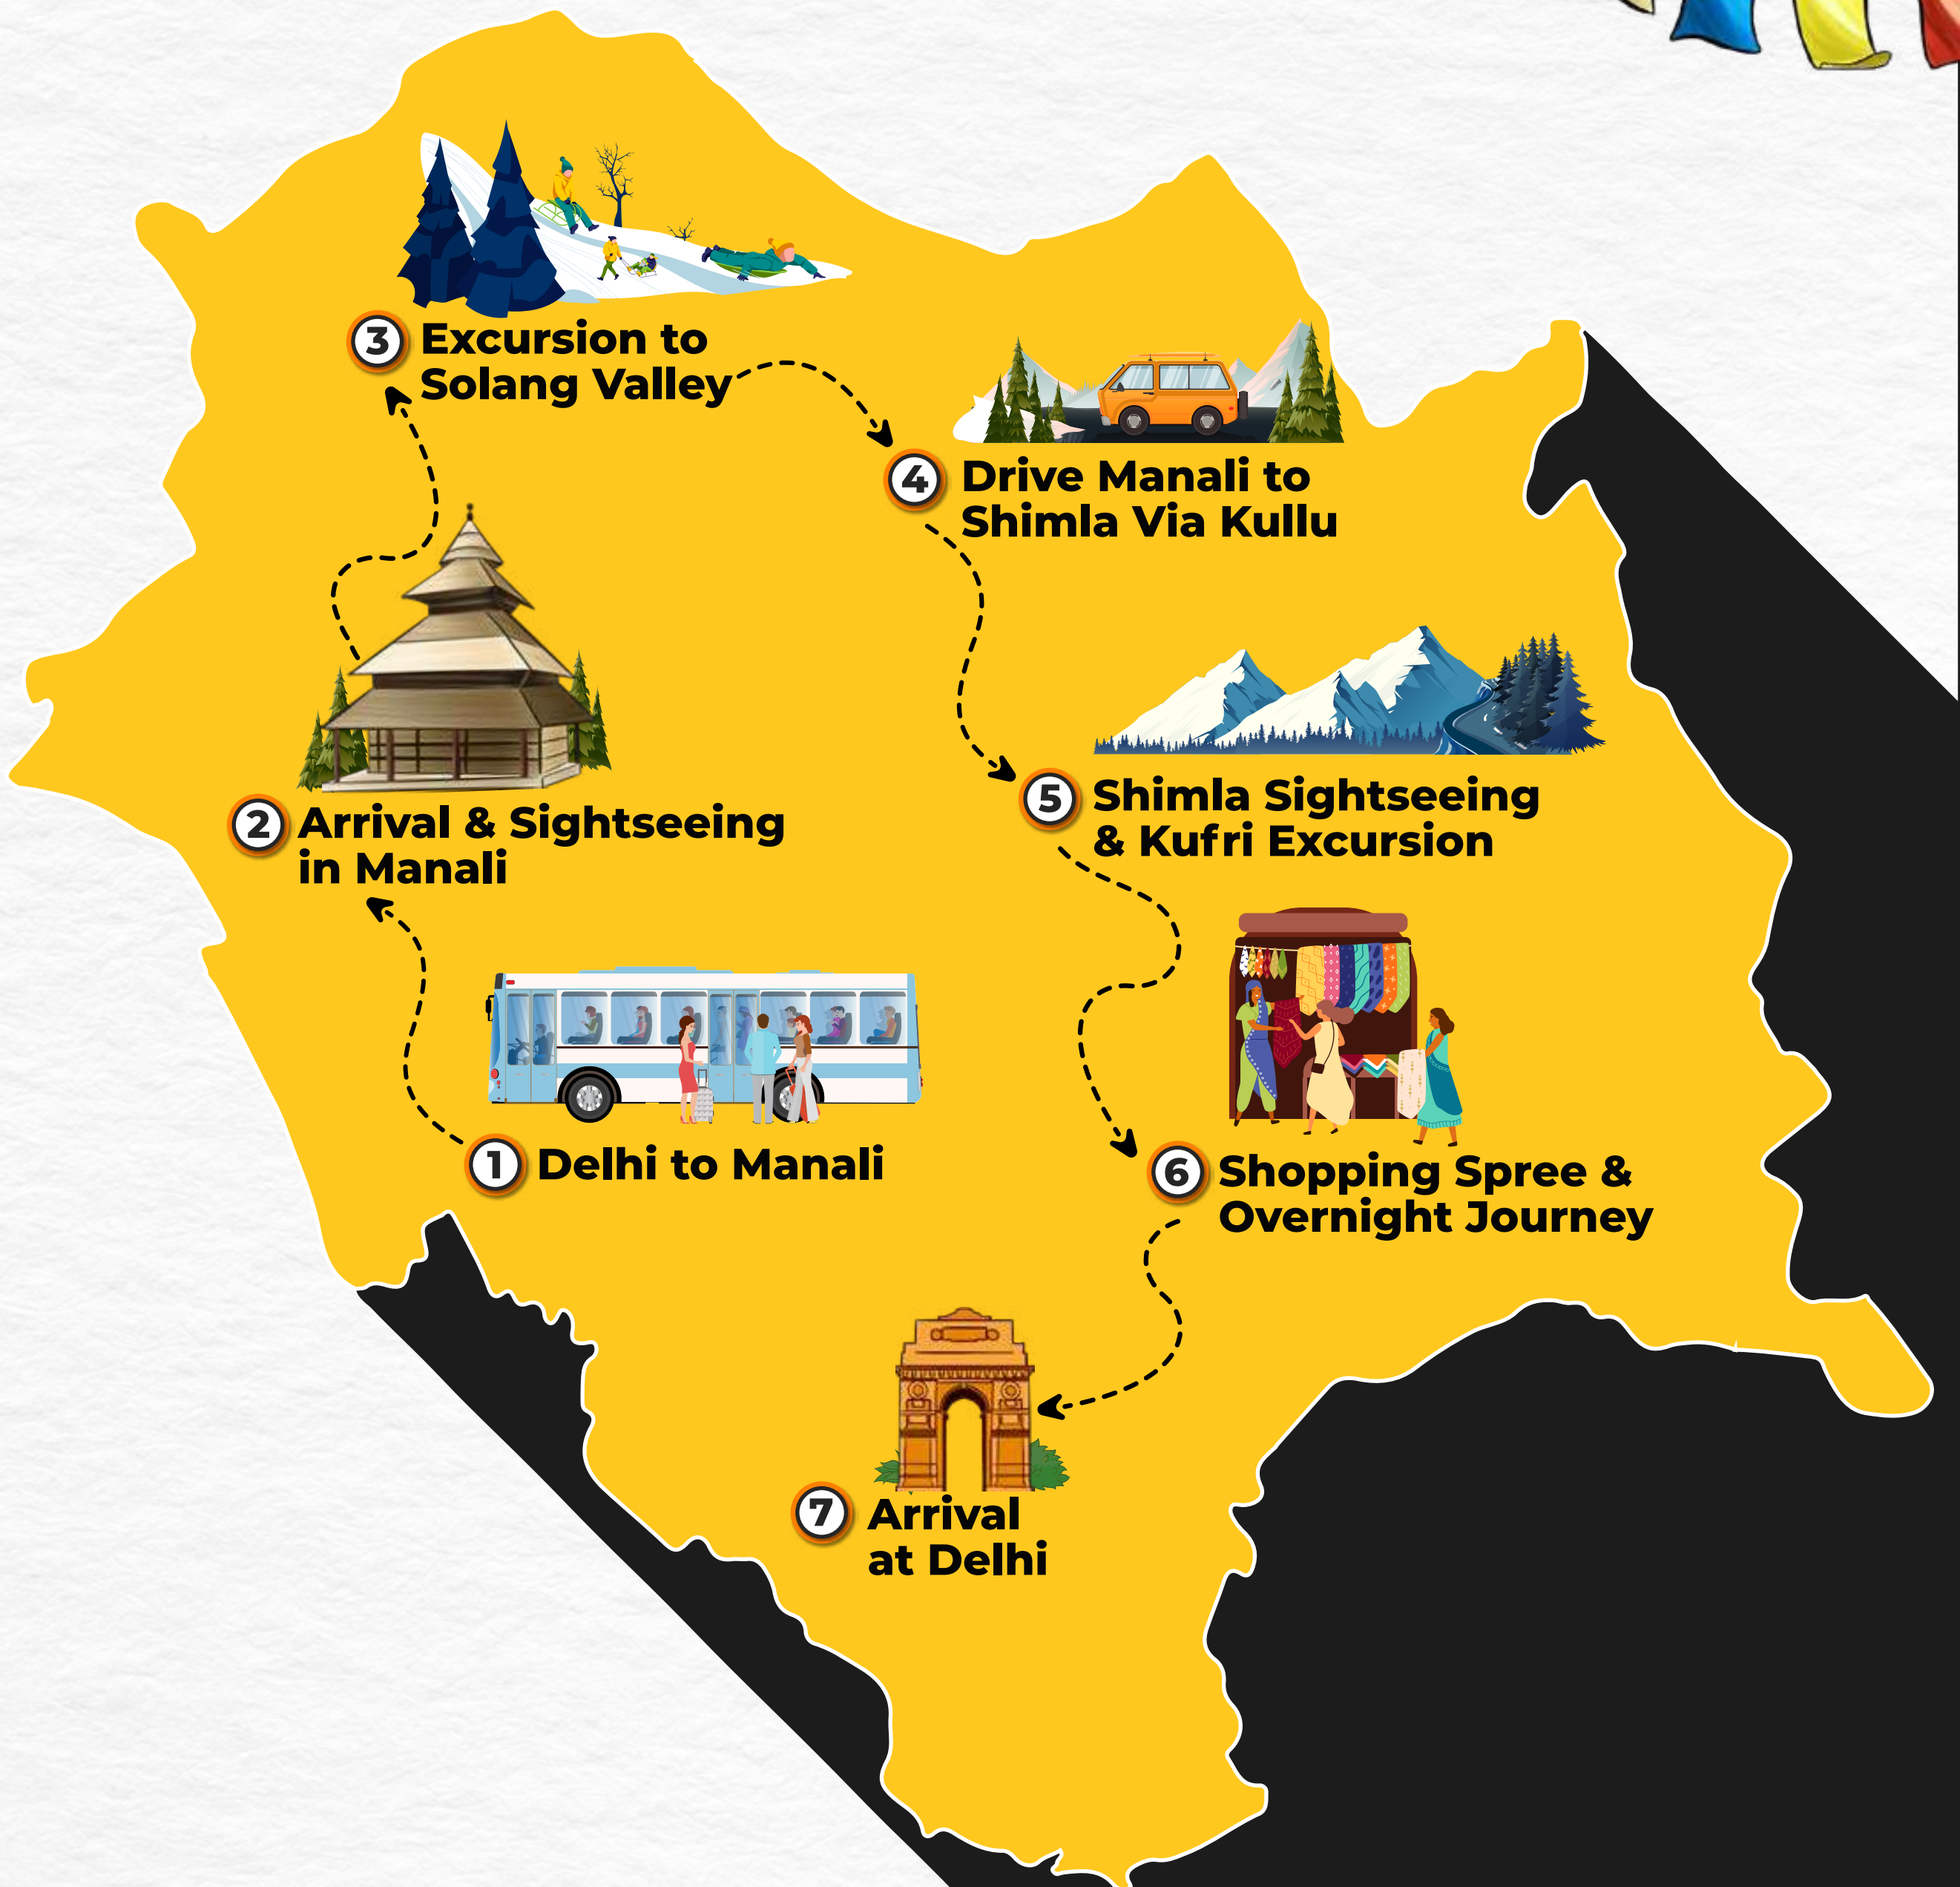 1 Delhi to Manali
2 Arrival & Sightseeing
in Manali
3 Excursion to
Solang Valley
4 Drive Manali to
Shimla Via Kullu
5 Shimla Sightseeing
& Kufri Excursion
6 Shopping Spree &
Overnight Journey
7 Arrival
at Delhi